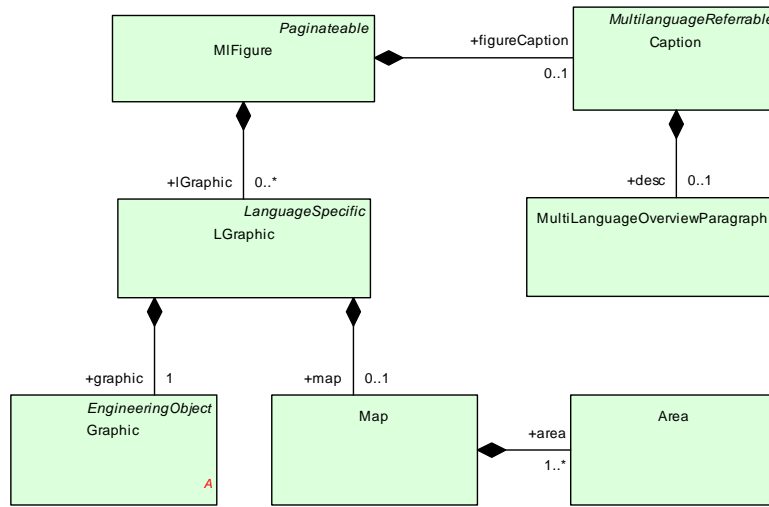 Paginateable
MlFigure
+figureCaption
0..1
MultilanguageReferrable
Caption
+lGraphic 0..*
+desc 0..1
LanguageSpecific
LGraphic
MultiLanguageOverviewParagraph
+graphic 1
+map 0..1
EngineeringObject
Graphic
A
Map
+area
1..*
Area